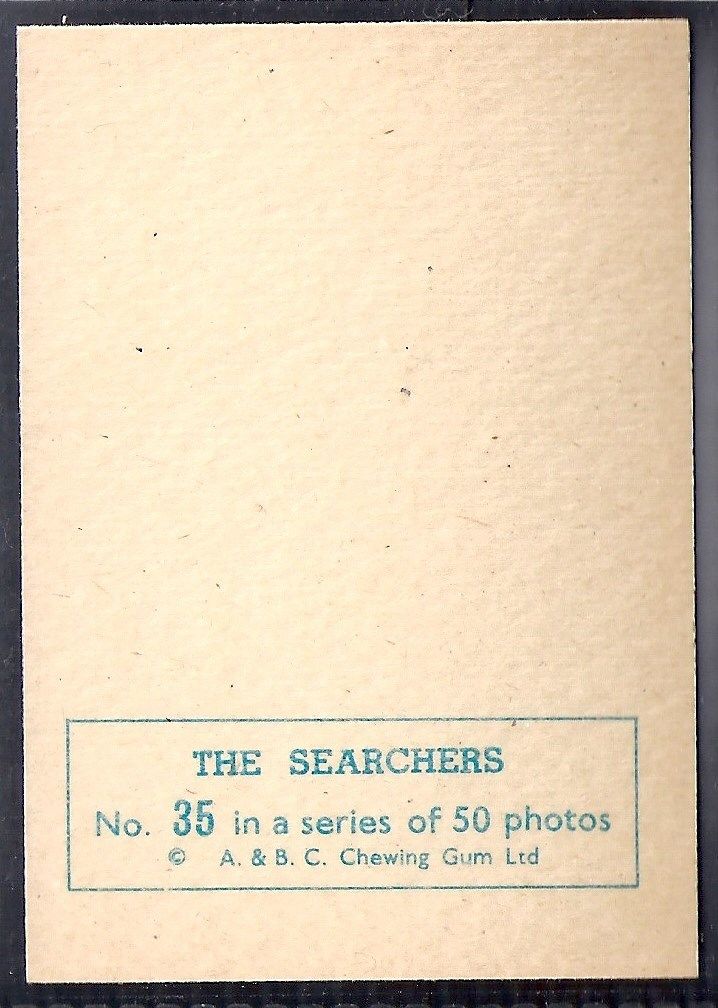 THE SEARCHERS
No. 35 in a series of 50 photos
© A. & B. C. Chewing Gum Ltd